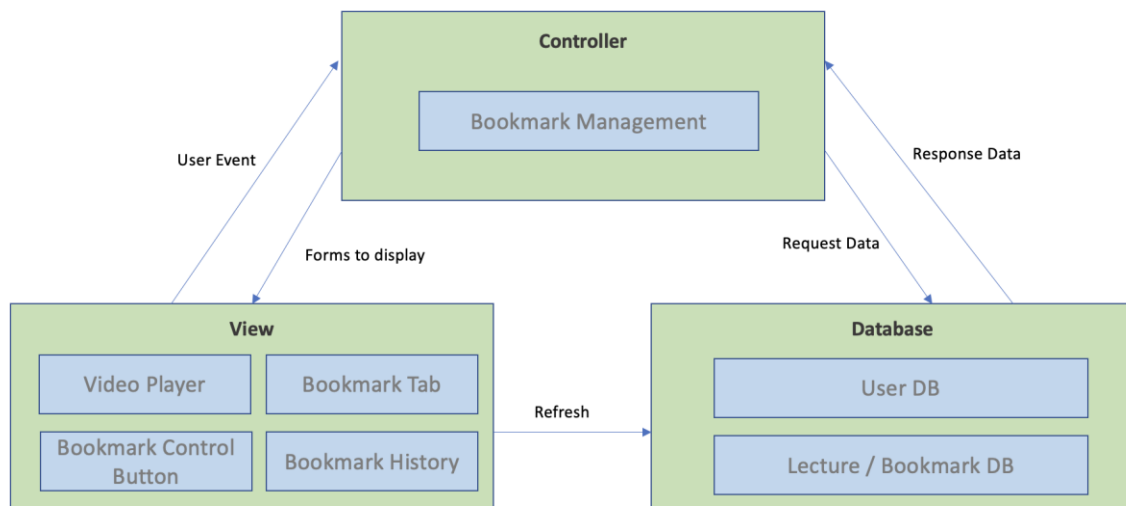 Controller
Bookmark Management
User Event
Response Data
Forms to display
Request Data
View
Video Player
Bookmark Tab
Bookmark Control
Button
Bookmark History
Refresh
Database
User DB
Lecture / Bookmark DB